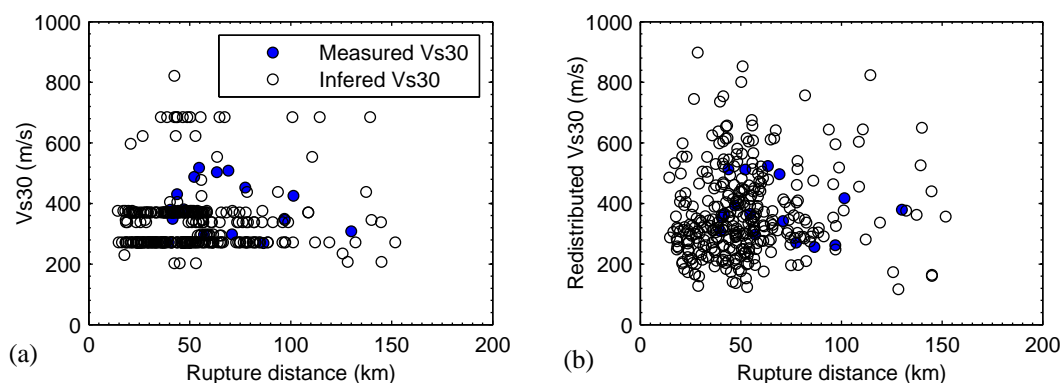 1000
800
600
400
200
0
Vs30 (m/s)
Measured Vs30
Infered Vs30
0 50 100 150 200
Rupture distance (km)
(a)
1000
800
600
400
200
0
Redistributed Vs30 (m/s)
0 50 100 150 200
Rupture distance (km)
(b)